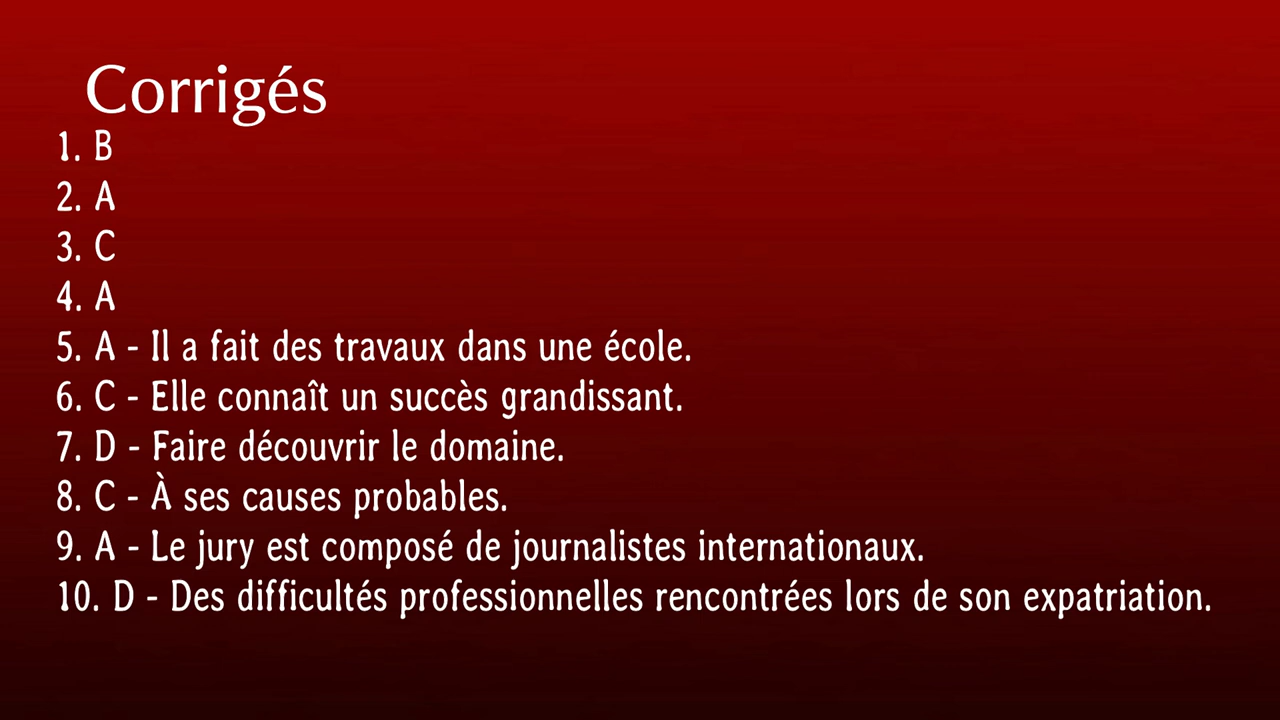 Corrigés
1. B
2. A
3. C
4. A
5. A - Il a fait des travaux dans une école.
6. C - Elle connaît un succès grandissant.
7. D - Faire découvrir le domaine.
8. C - À ses causes probables.
9. A - Le jury est composé de journalistes internationaux.
10. D - Des difficultés professionnelles rencontrées lors de son expatriation.